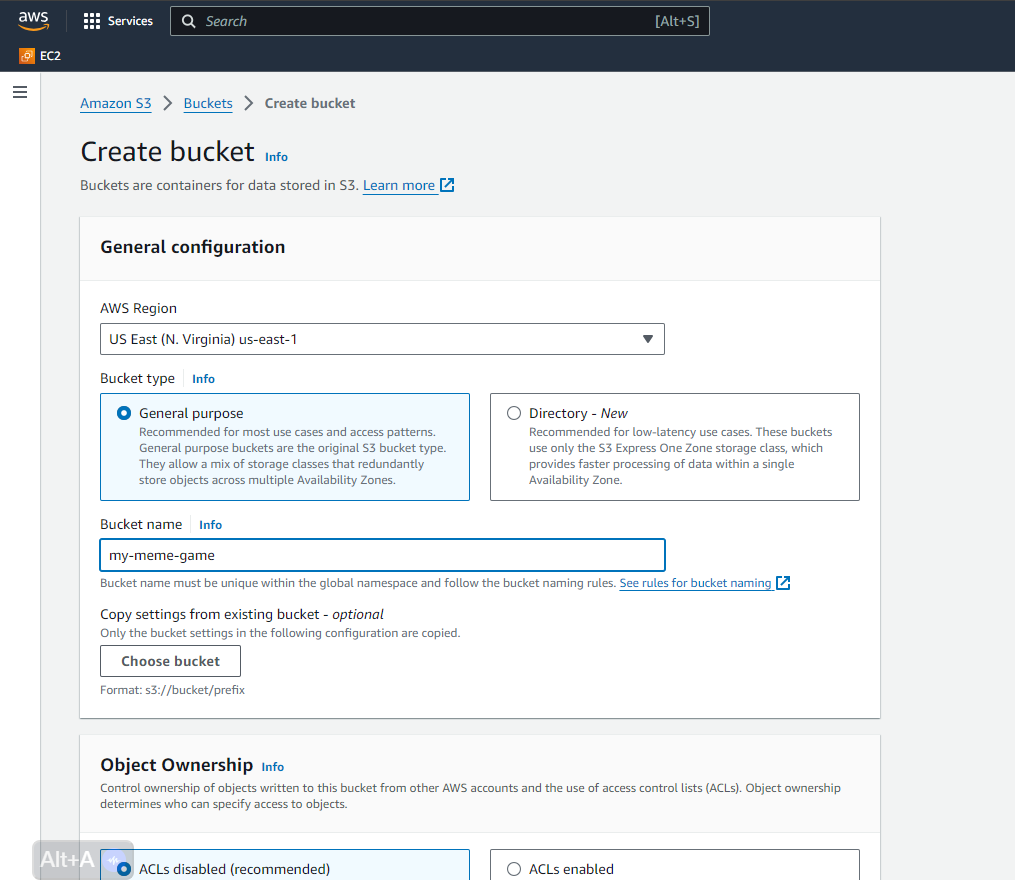 aws
Services
Search
[Alt+S]
EC2
Amazon S3 > Buckets > Create bucket
Create bucket Info
Buckets are containers for data stored in S3. Learn more
General configuration
AWS Region
US East (N. Virginia) us-east-1
Bucket type Info
General purpose
Recommended for most use cases and access patterns.
General purpose buckets are the original S3 bucket type.
They allow a mix of storage classes that redundantly
store objects across multiple Availability Zones.
Directory - New
Recommended for low-latency use cases. These buckets
use only the S3 Express One Zone storage class, which
provides faster processing of data within a single
Availability Zone.
Bucket name Info
my-meme-game
Bucket name must be unique within the global namespace and follow the bucket naming rules. See rules for bucket naming
Copy settings from existing bucket - optional
Only the bucket settings in the following configuration are copied.
Choose bucket
Format: s3://bucket/prefix
Object Ownership Info
Control ownership of objects written to this bucket from other AWS accounts and the use of access control lists (ACLs). Object ownership
determines who can specify access to objects.
Alt+A
ACLs disabled (recommended)
ACLs enabled